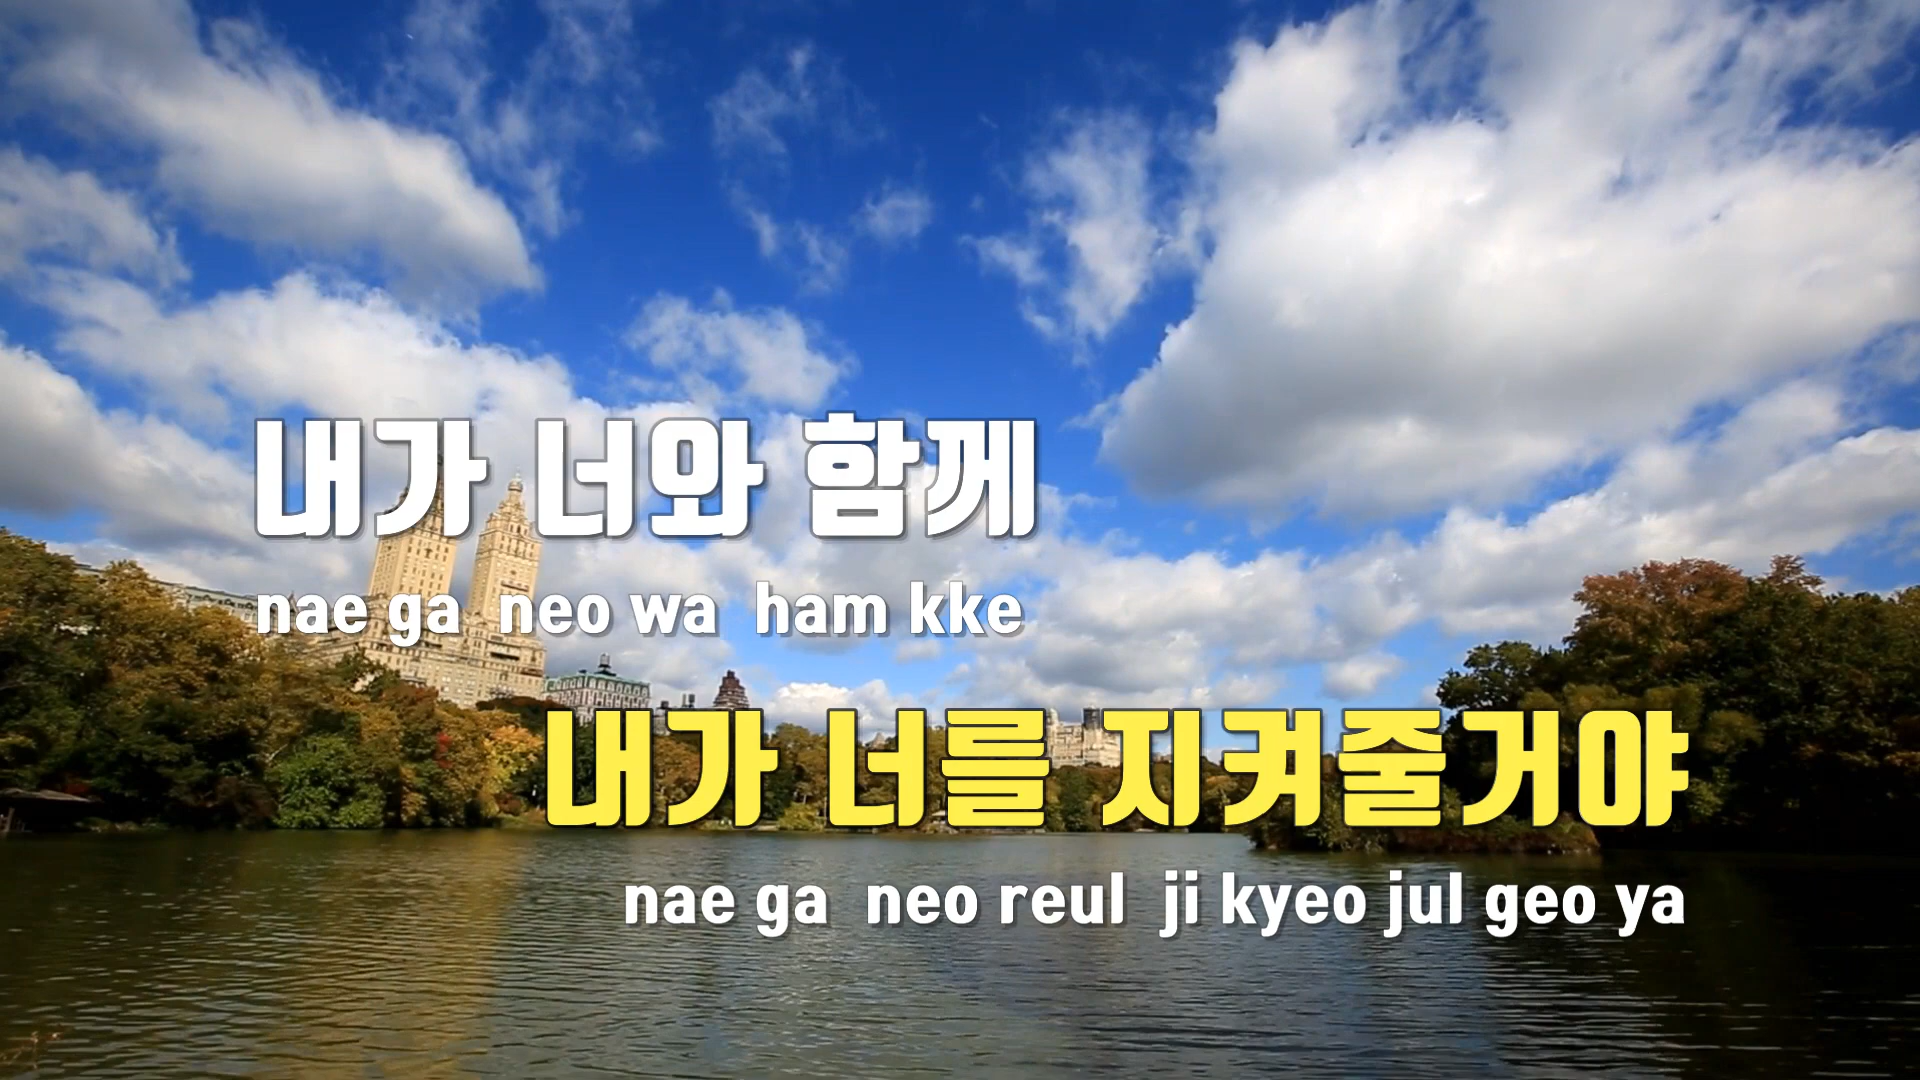 내가 너와 함께
nae ga neo wa ham kke
내가 너를 지켜줄거야
nae ga neo reul ji kyeo jul geo ya